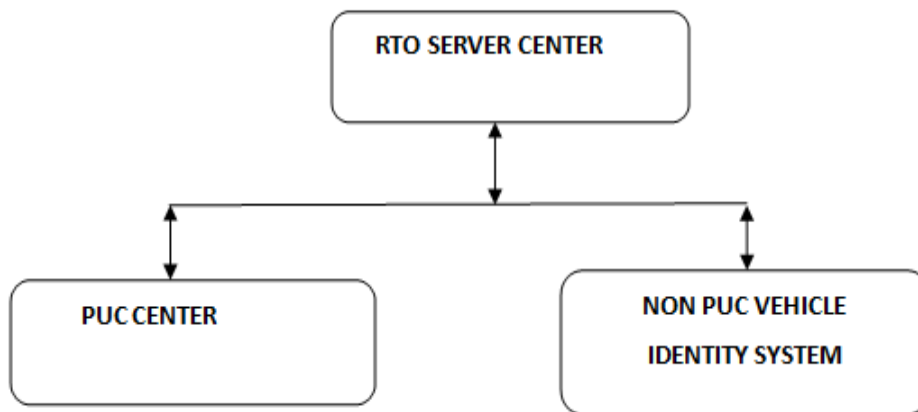 RTO SERVER CENTER
PUC CENTER
NON PUC VEHICLE
IDENTITY SYSTEM